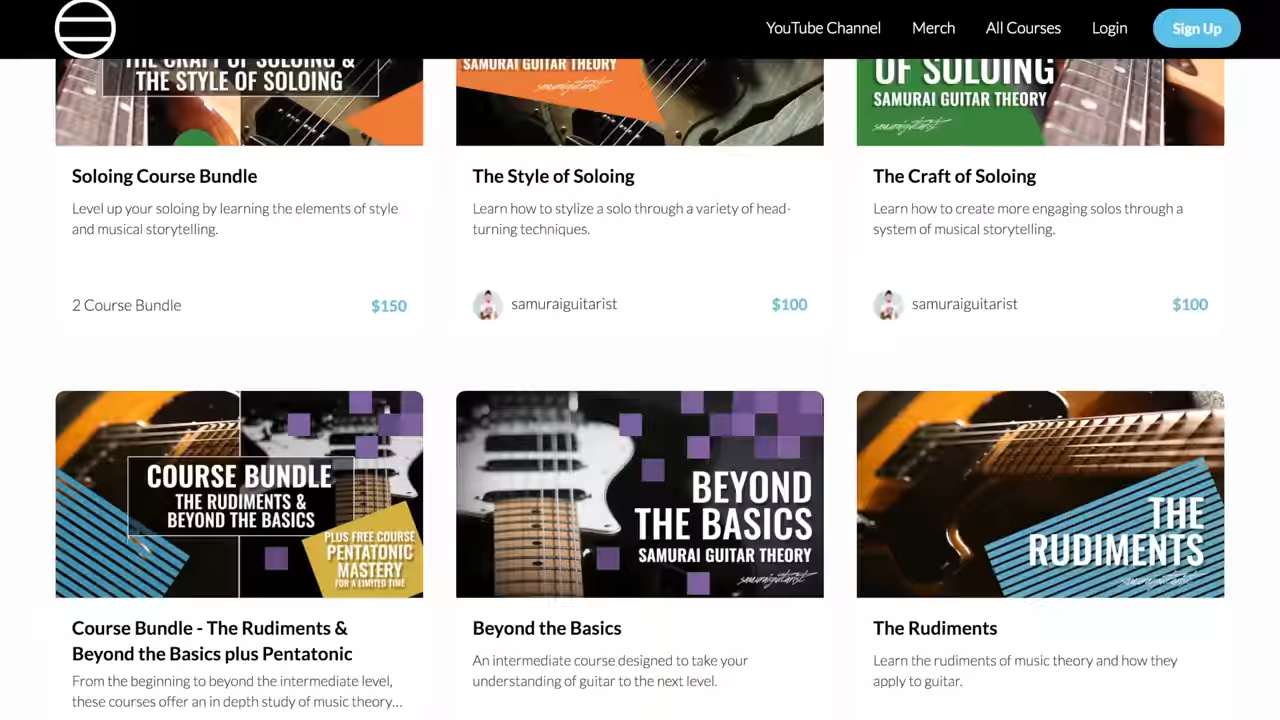 YouTube Channel
Merch
All Courses
Login
Sign Up
THE CRAFT OF SOLOING &
THE STYLE OF SOLOING
SAMURAI GUITAR THEORY
samuraiguitarist
OF SOLOING
SAMURAI GUITAR THEORY
samuraiguitarist
Soloing Course Bundle
Level up your soloing by learning the elements of style
and musical storytelling.
2 Course Bundle
$150
The Style of Soloing
Learn how to stylize a solo through a variety of head-
turning techniques.
samuraiguitarist
$100
The Craft of Soloing
Learn how to create more engaging solos through a
system of musical storytelling.
samuraiguitarist
$100
COURSE BUNDLE
THE RUDIMENTS &
BEYOND THE BASICS
PLUS FREE COURSE
PENTATONIC
MASTERY
FOR A LIMITED TIME
BEYOND
THE BASICS
SAMURAI GUITAR THEORY
samuraiguitarist
THE
RUDIMENTS
samuraiguitarist
Course Bundle - The Rudiments &
Beyond the Basics plus Pentatonic
From the beginning to beyond the intermediate level,
these courses offer an in depth study of music theory...
Beyond the Basics
An intermediate course designed to take your
understanding of guitar to the next level.
The Rudiments
Learn the rudiments of music theory and how they
apply to guitar.